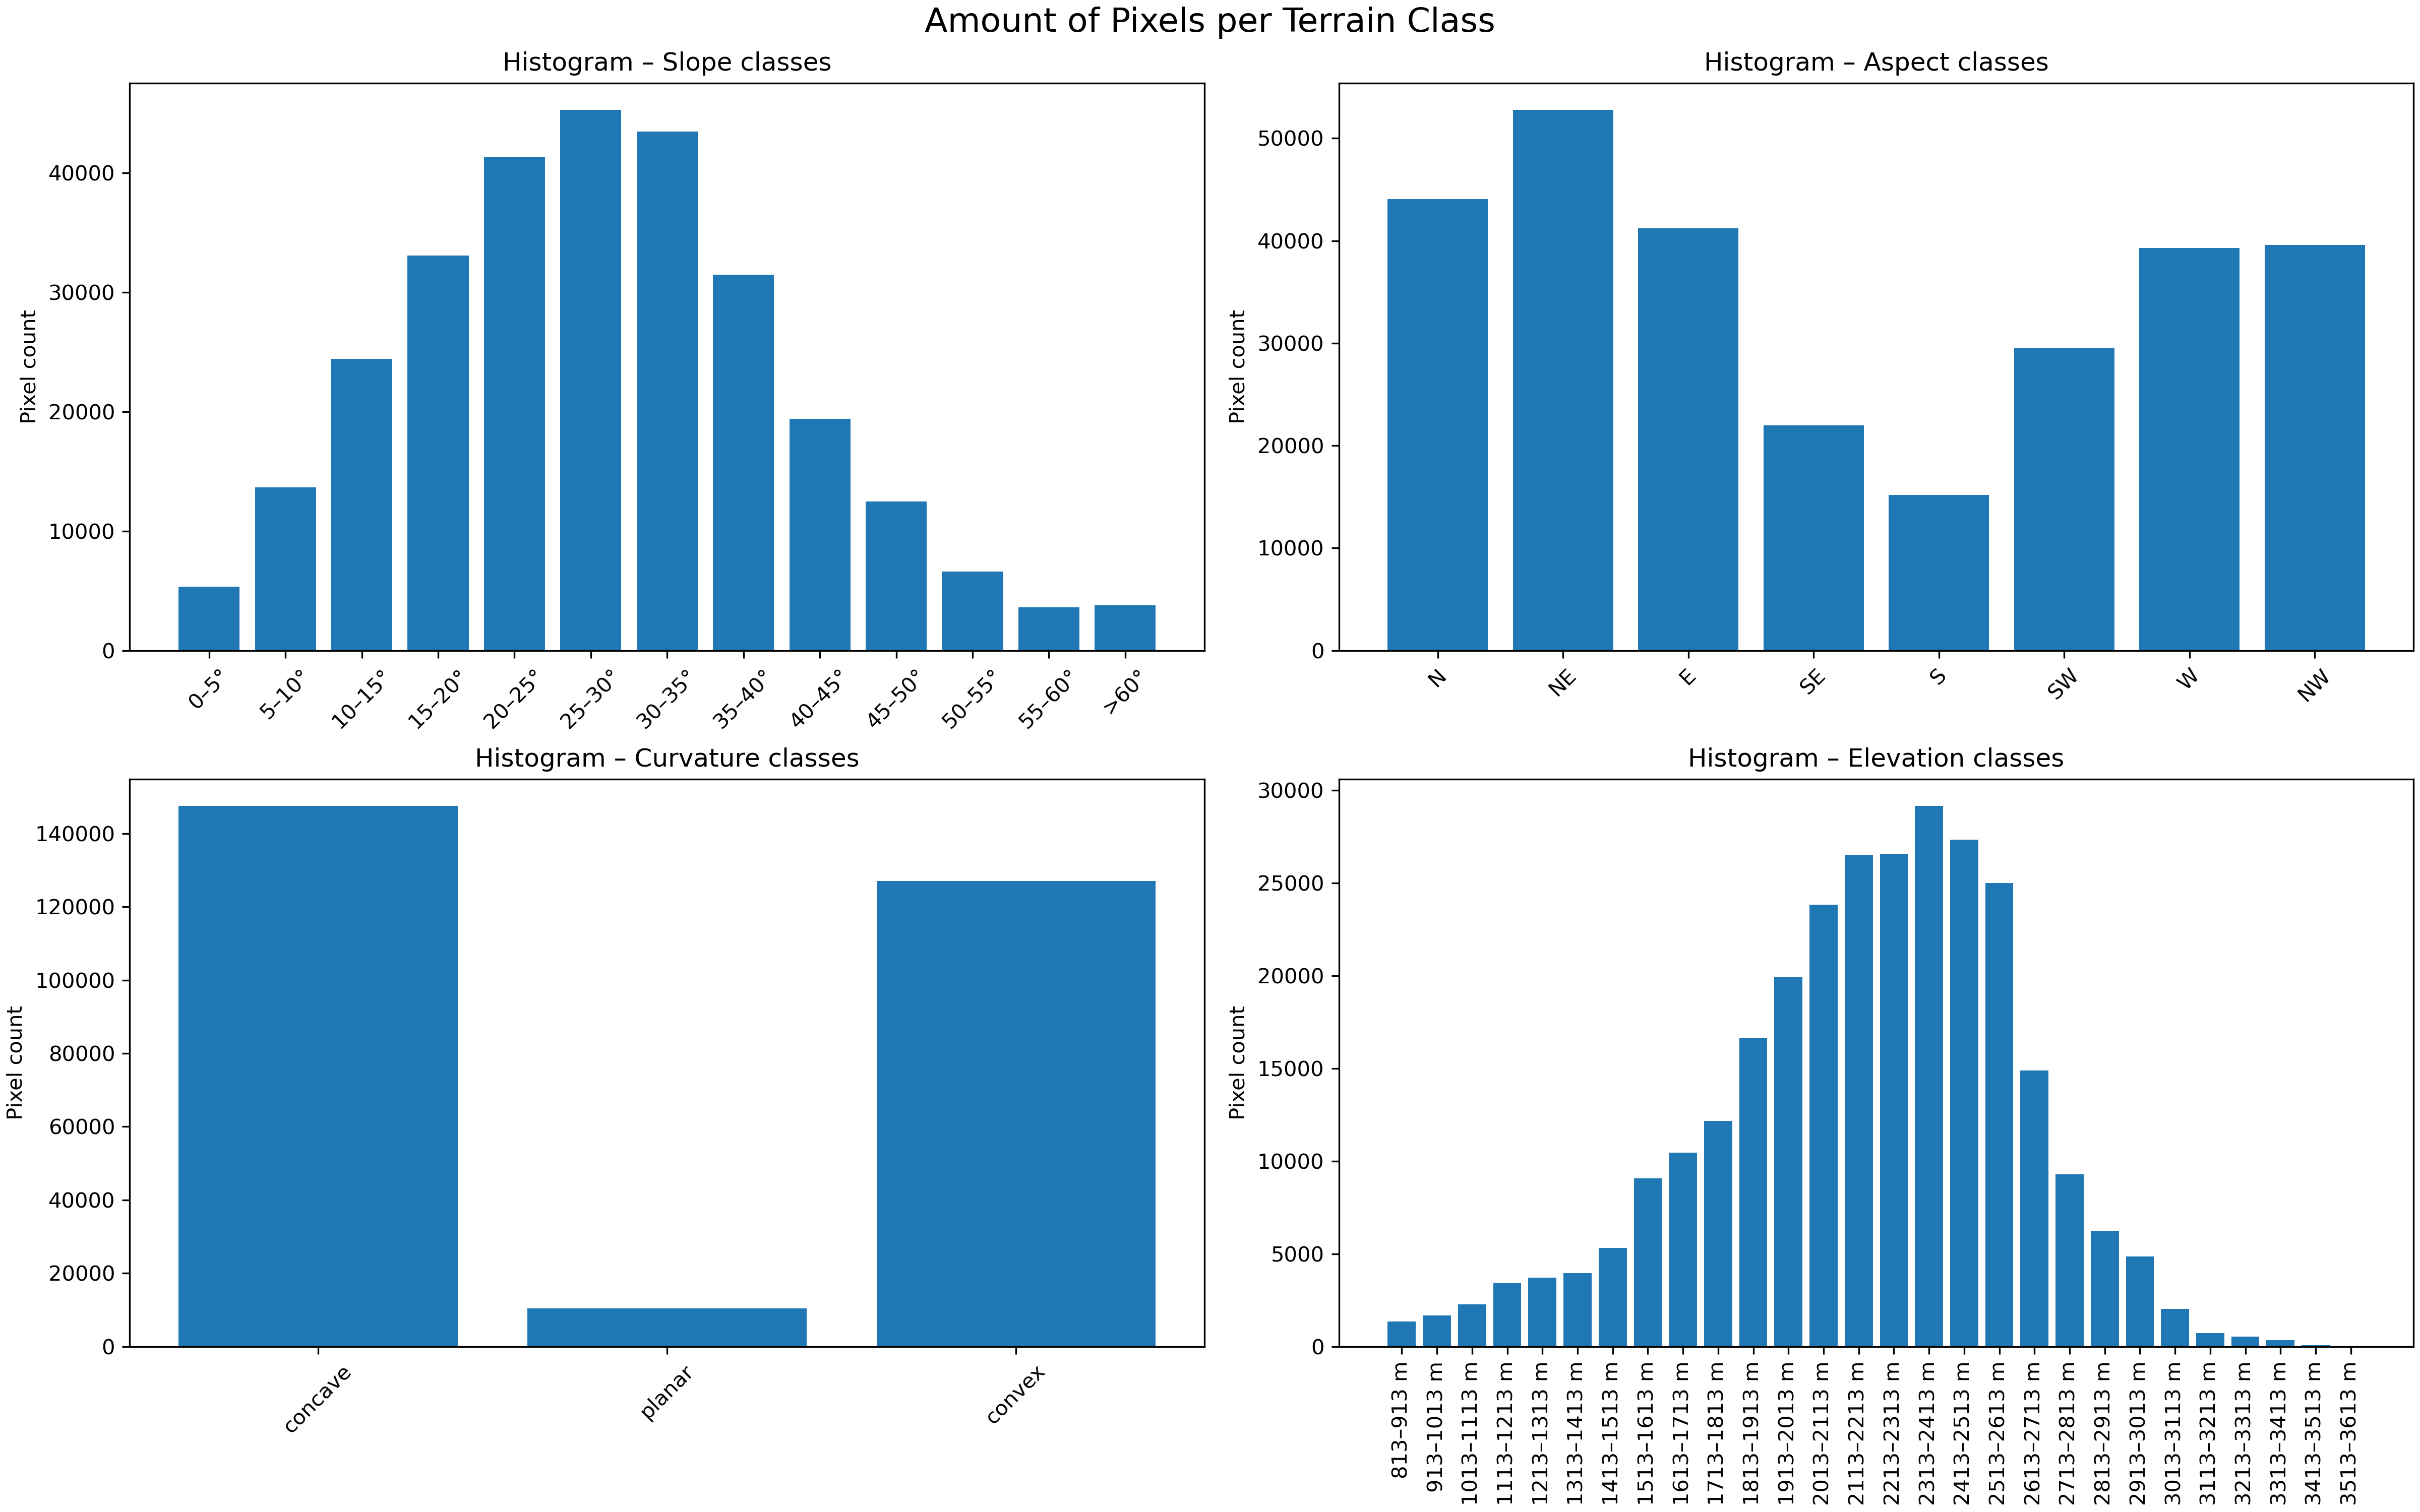 Amount of Pixels per Terrain Class
Histogram – Slope classes
Pixel count
40000
30000
20000
10000
0
0–5°
5–10°
10–15°
15–20°
20–25°
25–30°
30–35°
35–40°
40–45°
45–50°
50–55°
55–60°
>60°
Histogram – Aspect classes
Pixel count
50000
40000
30000
20000
10000
0
N
NE
E
SE
S
SW
W
NW
Histogram – Curvature classes
Pixel count
140000
120000
100000
80000
60000
40000
20000
0
concave
planar
convex
Histogram – Elevation classes
Pixel count
30000
25000
20000
15000
10000
5000
0
813–913 m
913–1013 m
1013–1113 m
1113–1213 m
1213–1313 m
1313–1413 m
1413–1513 m
1513–1613 m
1613–1713 m
1713–1813 m
1813–1913 m
1913–2013 m
2013–2113 m
2113–2213 m
2213–2313 m
2313–2413 m
2413–2513 m
2513–2613 m
2613–2713 m
2713–2813 m
2813–2913 m
2913–3013 m
3013–3113 m
3113–3213 m
3213–3313 m
3313–3413 m
3413–3513 m
3513–3613 m